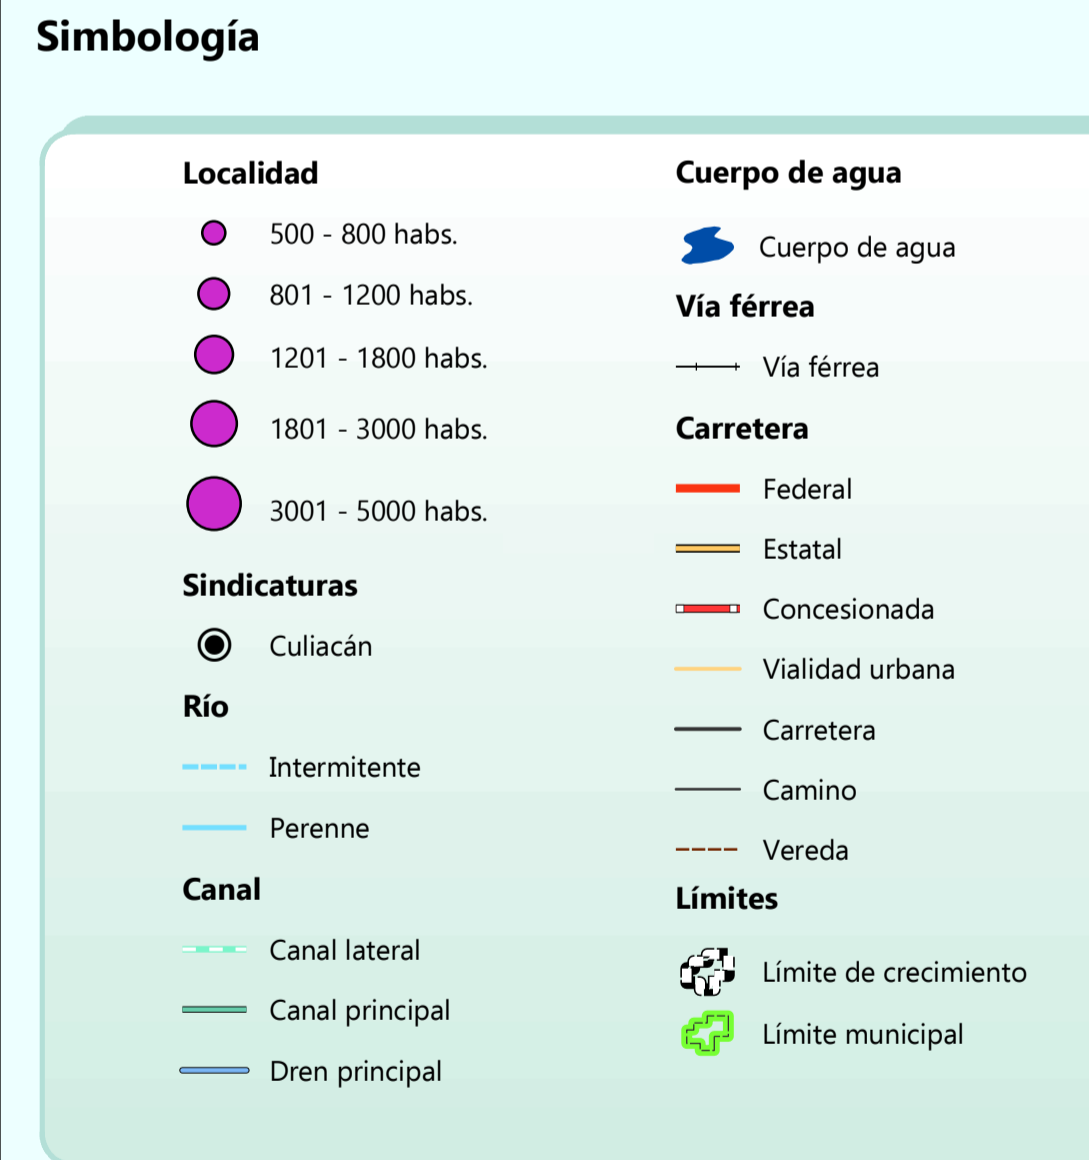 Simbología
Localidad
500 - 800 habs.
801 - 1200 habs.
1201 - 1800 habs.
1801 - 3000 habs.
3001 - 5000 habs.
Sindicaturas
Culiacán
Río
Intermitente
Perenne
Canal
Canal lateral
Canal principal
Dren principal
Cuerpo de agua
Cuerpo de agua
Vía férrea
Vía férrea
Carretera
Federal
Estatal
Concesionada
Vialidad urbana
Carretera
Camino
Vereda
Límites
Límite de crecimiento
Límite municipal